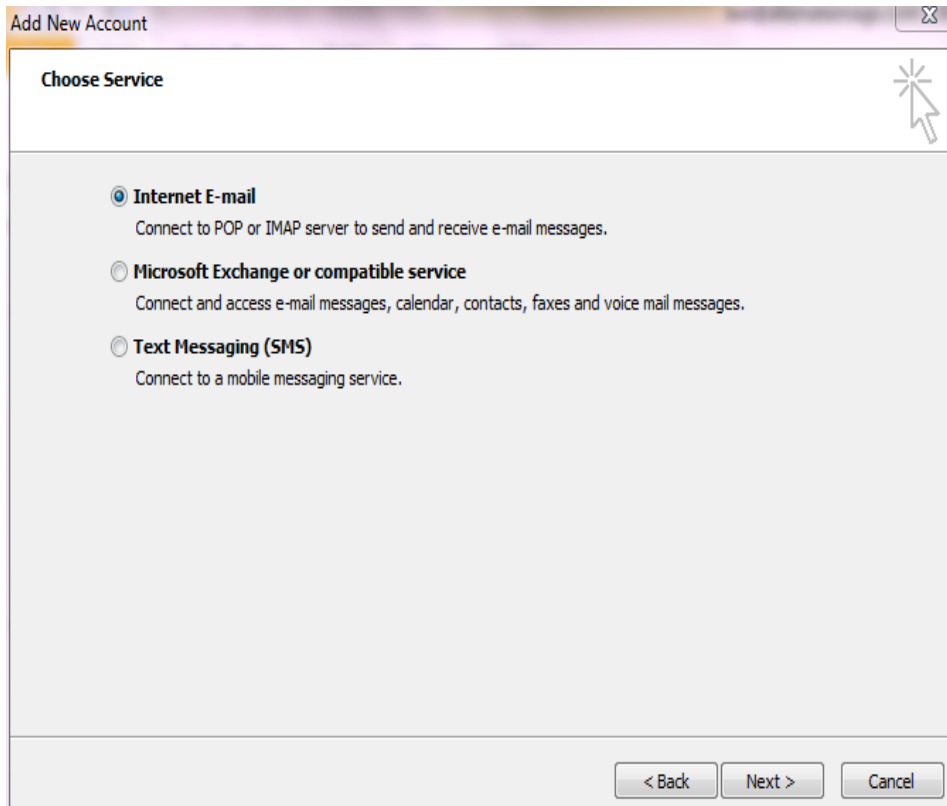 Add New Account
Choose Service
Internet E-mail
Connect to POP or IMAP server to send and receive e-mail messages.
Microsoft Exchange or compatible service
Connect and access e-mail messages, calendar, contacts, faxes and voice mail messages.
Text Messaging (SMS)
Connect to a mobile messaging service.
< Back
Next >
Cancel